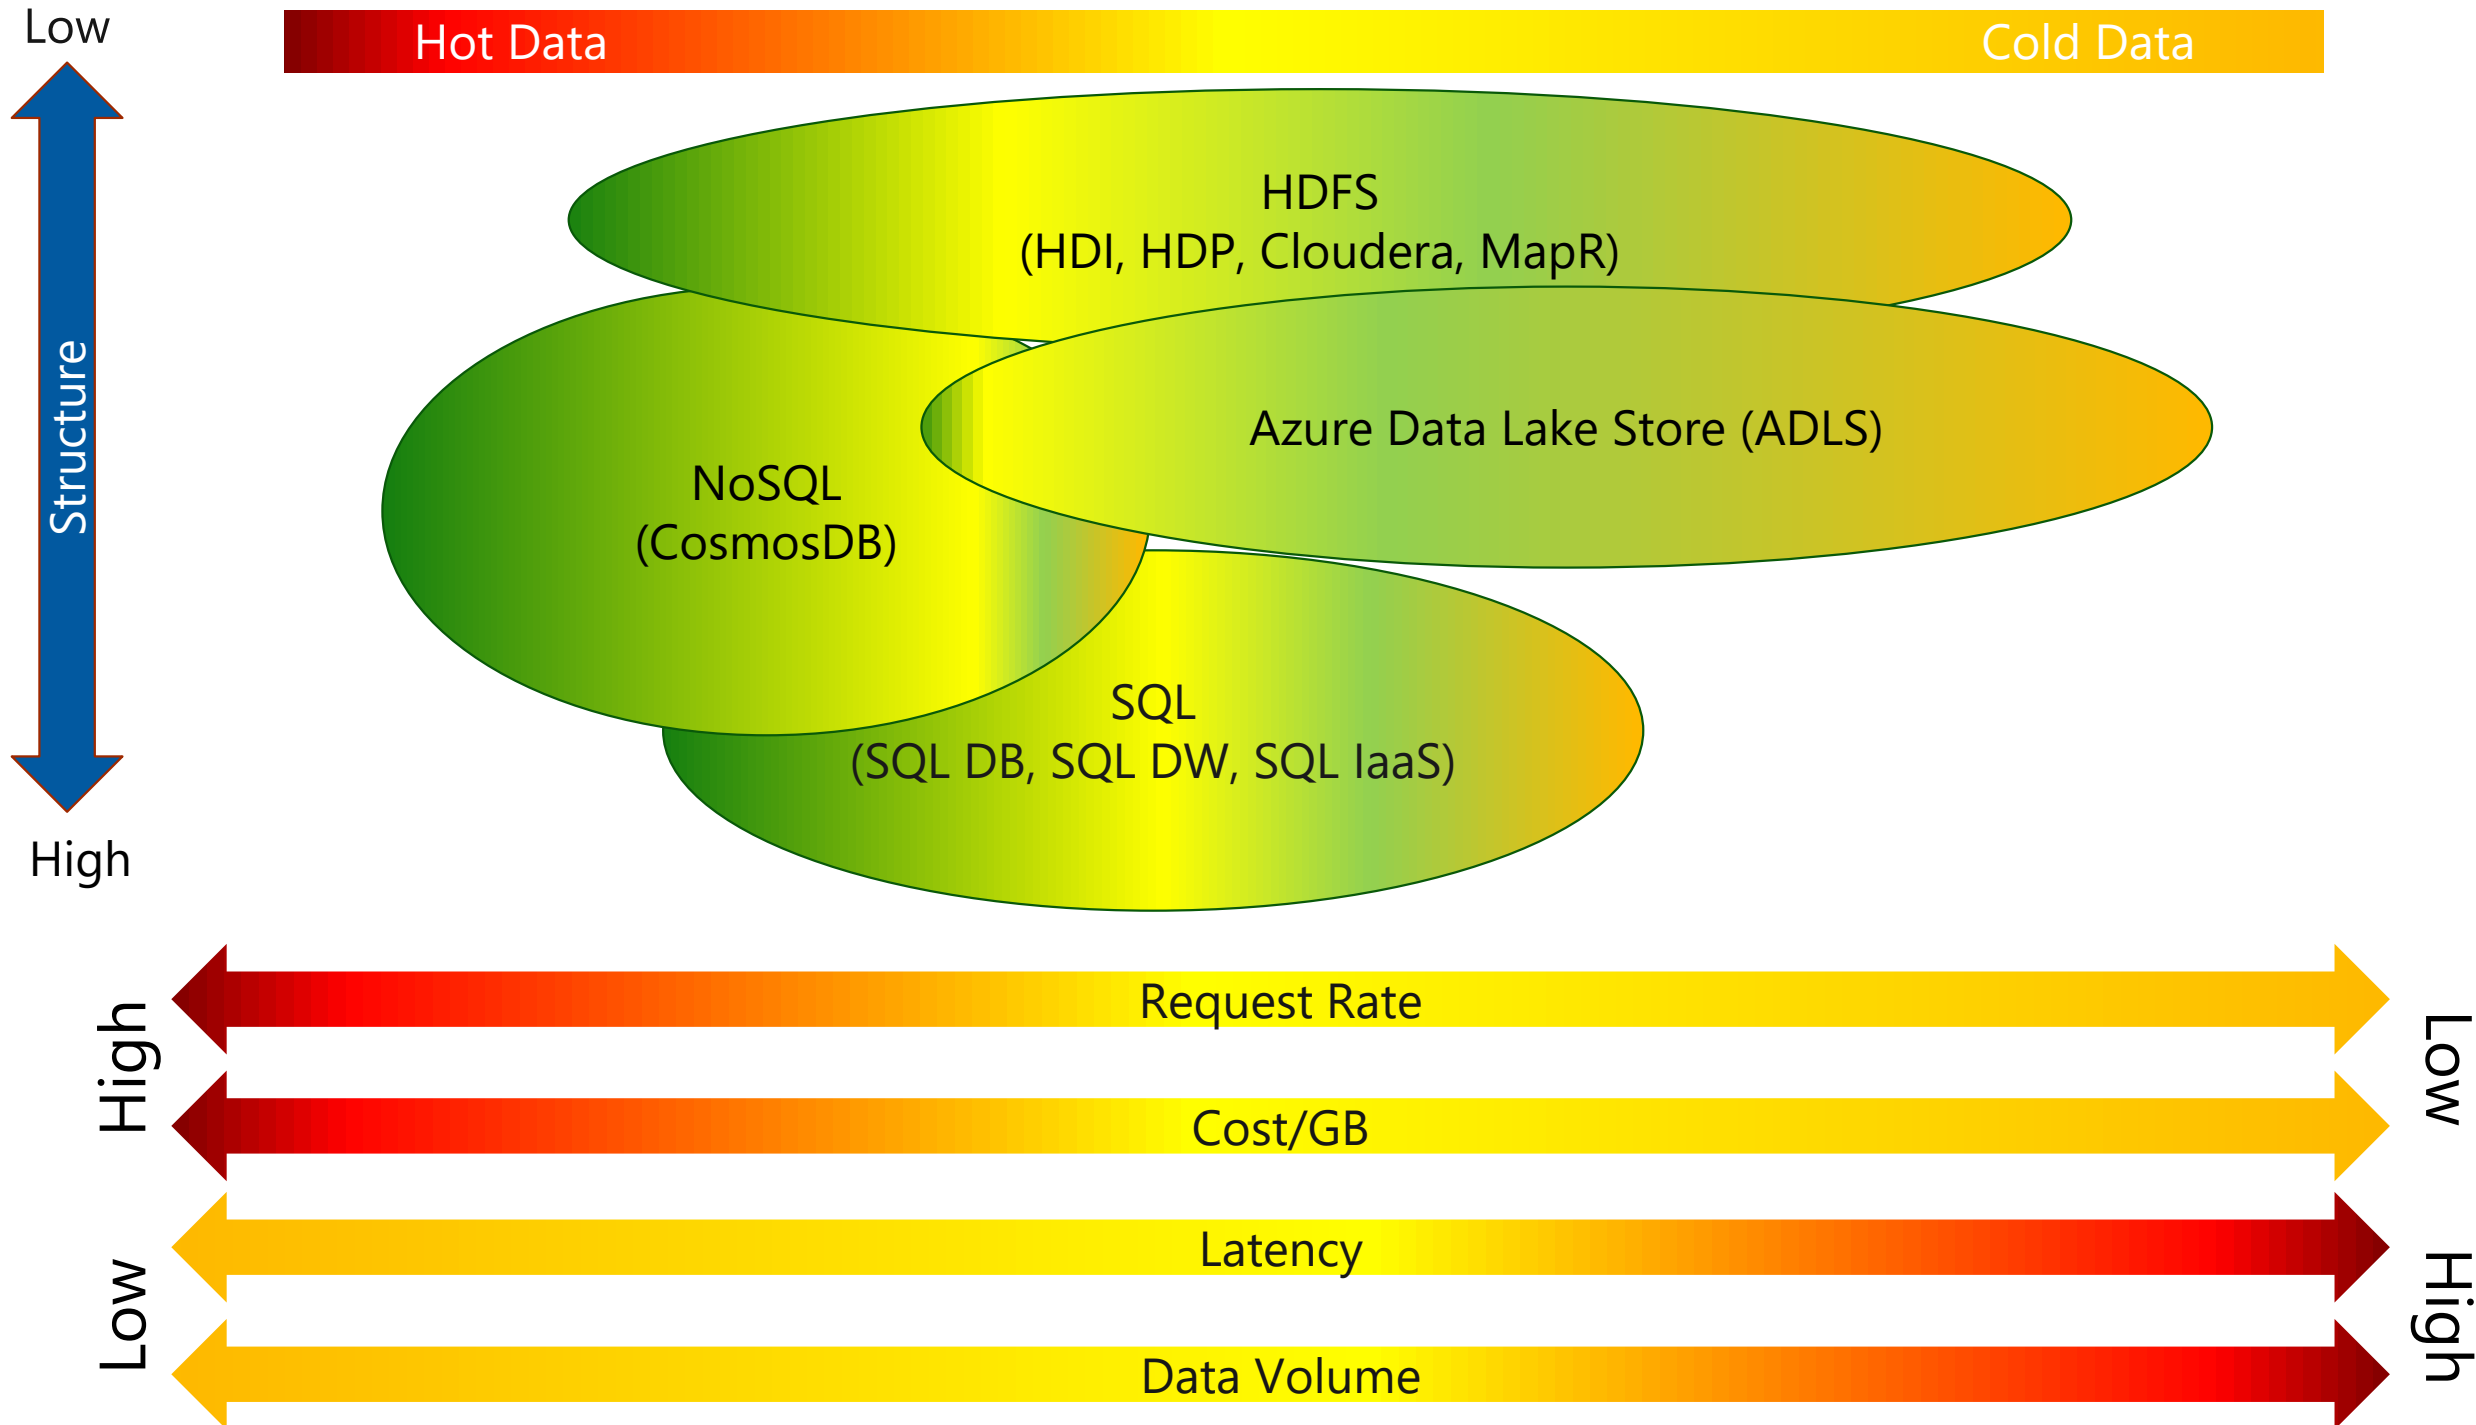 Low
Hot Data
Cold Data
HDFS
(HDI, HDP, Cloudera, MapR)
Structure
Azure Data Lake Store (ADLS)
NoSQL
(CosmosDB)
SQL
(SQL DB, SQL DW, SQL IaaS)
High
Request Rate
High
Low
Cost/GB
Latency
Low
High
Data Volume